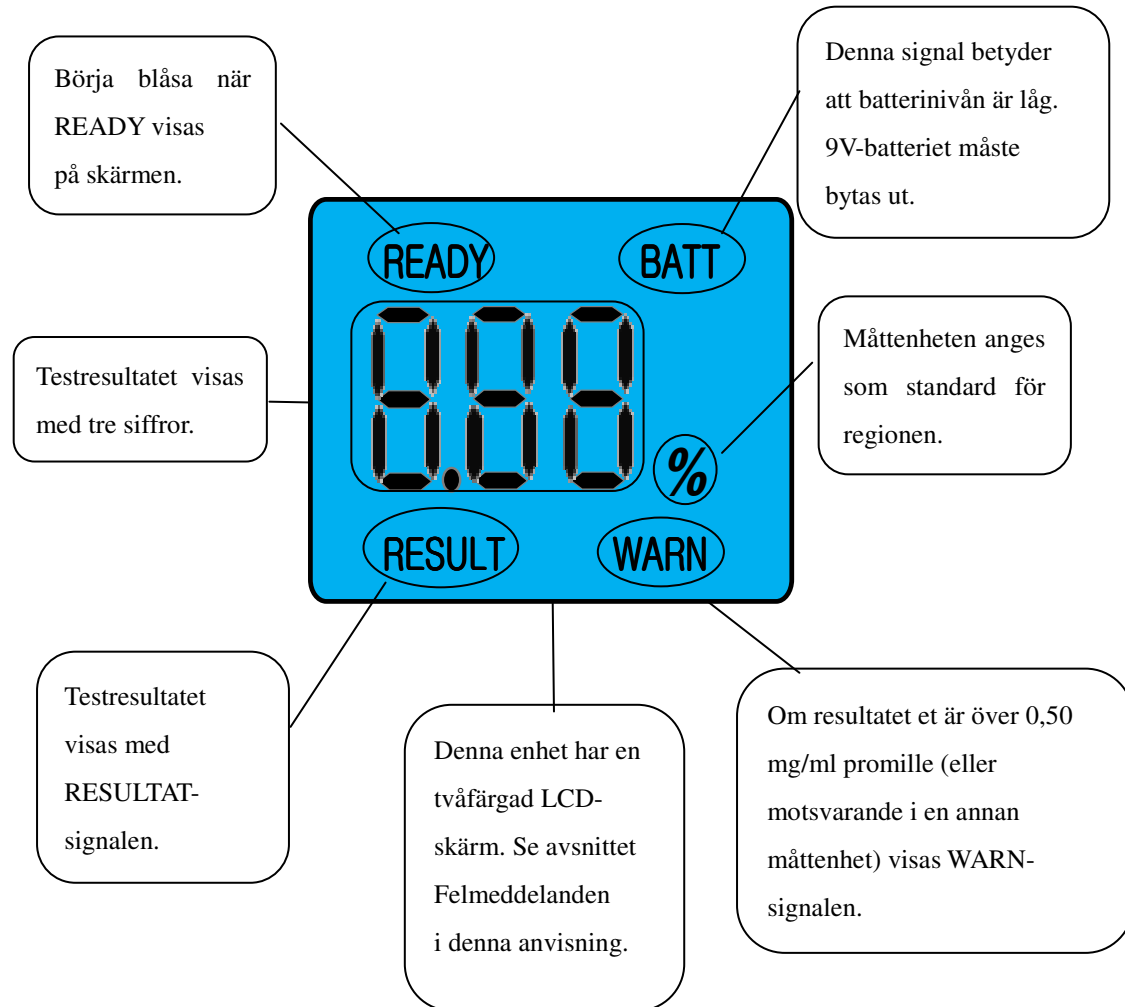 Börja blåsa när
READY visas
på skärmen.
Denna signal betyder
att batterinivån är låg.
9V-batteriet måste
bytas ut.
READY
BATT
Testresultatet visas
med tre siffror.
8.88
%
Måttenheten anges
som standard för
regionen.
RESULT
WARN
Testresultatet
visas med
RESULTAT-
signalen.
Denna enhet har en
tvåfärgad LCD-
skärm. Se avsnittet
Felmeddelanden
i denna anvisning.
Om resultatet et är över 0,50
mg/ml promille (eller
motsvarande i en annan
måttenhet) visas WARN-
signalen.